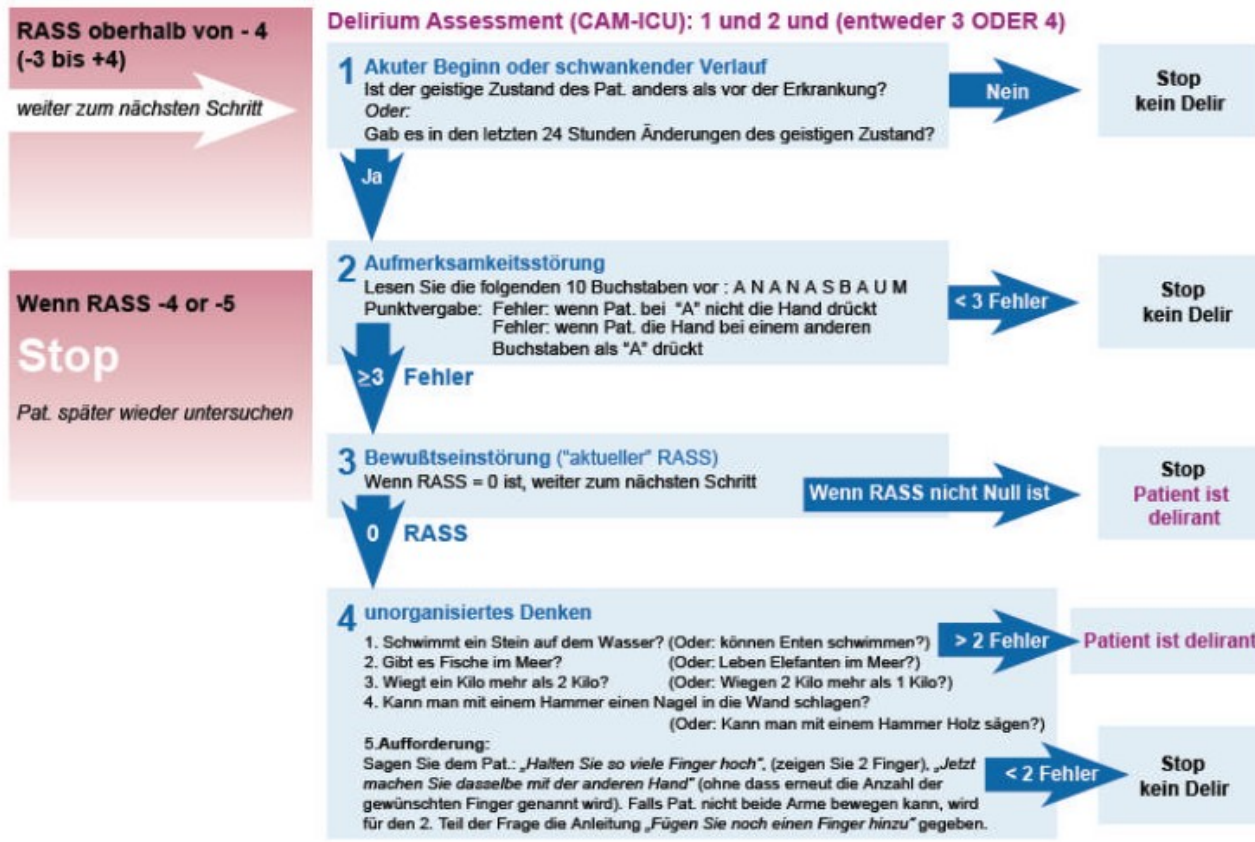 RASS oberhalb von - 4
(-3 bis +4)
weiter zum nächsten Schritt
Wenn RASS -4 or -5
Stop
Pat. später wieder untersuchen
Delirium Assessment (CAM-ICU): 1 und 2 und (entweder 3 ODER 4)
1 Akuter Beginn oder schwankender Verlauf
Ist der geistige Zustand des Pat. anders als vor der Erkrankung?
Oder:
Gab es in den letzten 24 Stunden Änderungen des geistigen Zustand?
Nein
Stop
kein Delir
Ja
2 Aufmerksamkeitsstörung
Lesen Sie die folgenden 10 Buchstaben vor : A N A N A S B A U M
Punktvergabe: Fehler: wenn Pat. bei "A" nicht die Hand drückt
Fehler: wenn Pat. die Hand bei einem anderen
Buchstaben als "A" drückt
< 3 Fehler
Stop
kein Delir
≥3 Fehler
3 Bewußtseinstörung ("aktueller" RASS)
Wenn RASS = 0 ist, weiter zum nächsten Schritt
Wenn RASS nicht Null ist
Stop
Patient ist
delirant
0 RASS
4 unorganisiertes Denken
1. Schwimmt ein Stein auf dem Wasser? (Oder: können Enten schwimmen?)
2. Gibt es Fische im Meer? (Oder: Leben Elefanten im Meer?)
3. Wiegt ein Kilo mehr als 2 Kilo? (Oder: Wiegen 2 Kilo mehr als 1 Kilo?)
4. Kann man mit einem Hammer einen Nagel in die Wand schlagen?
(Oder: Kann man mit einem Hammer Holz sägen?)
> 2 Fehler
Patient ist delirant
5.Aufforderung:
Sagen Sie dem Pat.: „Halten Sie so viele Finger hoch", (zeigen Sie 2 Finger), „Jetzt
machen Sie dasselbe mit der anderen Hand" (ohne dass erneut die Anzahl der
gewünschten Finger genannt wird). Falls Pat. nicht beide Arme bewegen kann, wird
für den 2. Teil der Frage die Anleitung „Fügen Sie noch einen Finger hinzu" gegeben.
< 2 Fehler
Stop
kein Delir